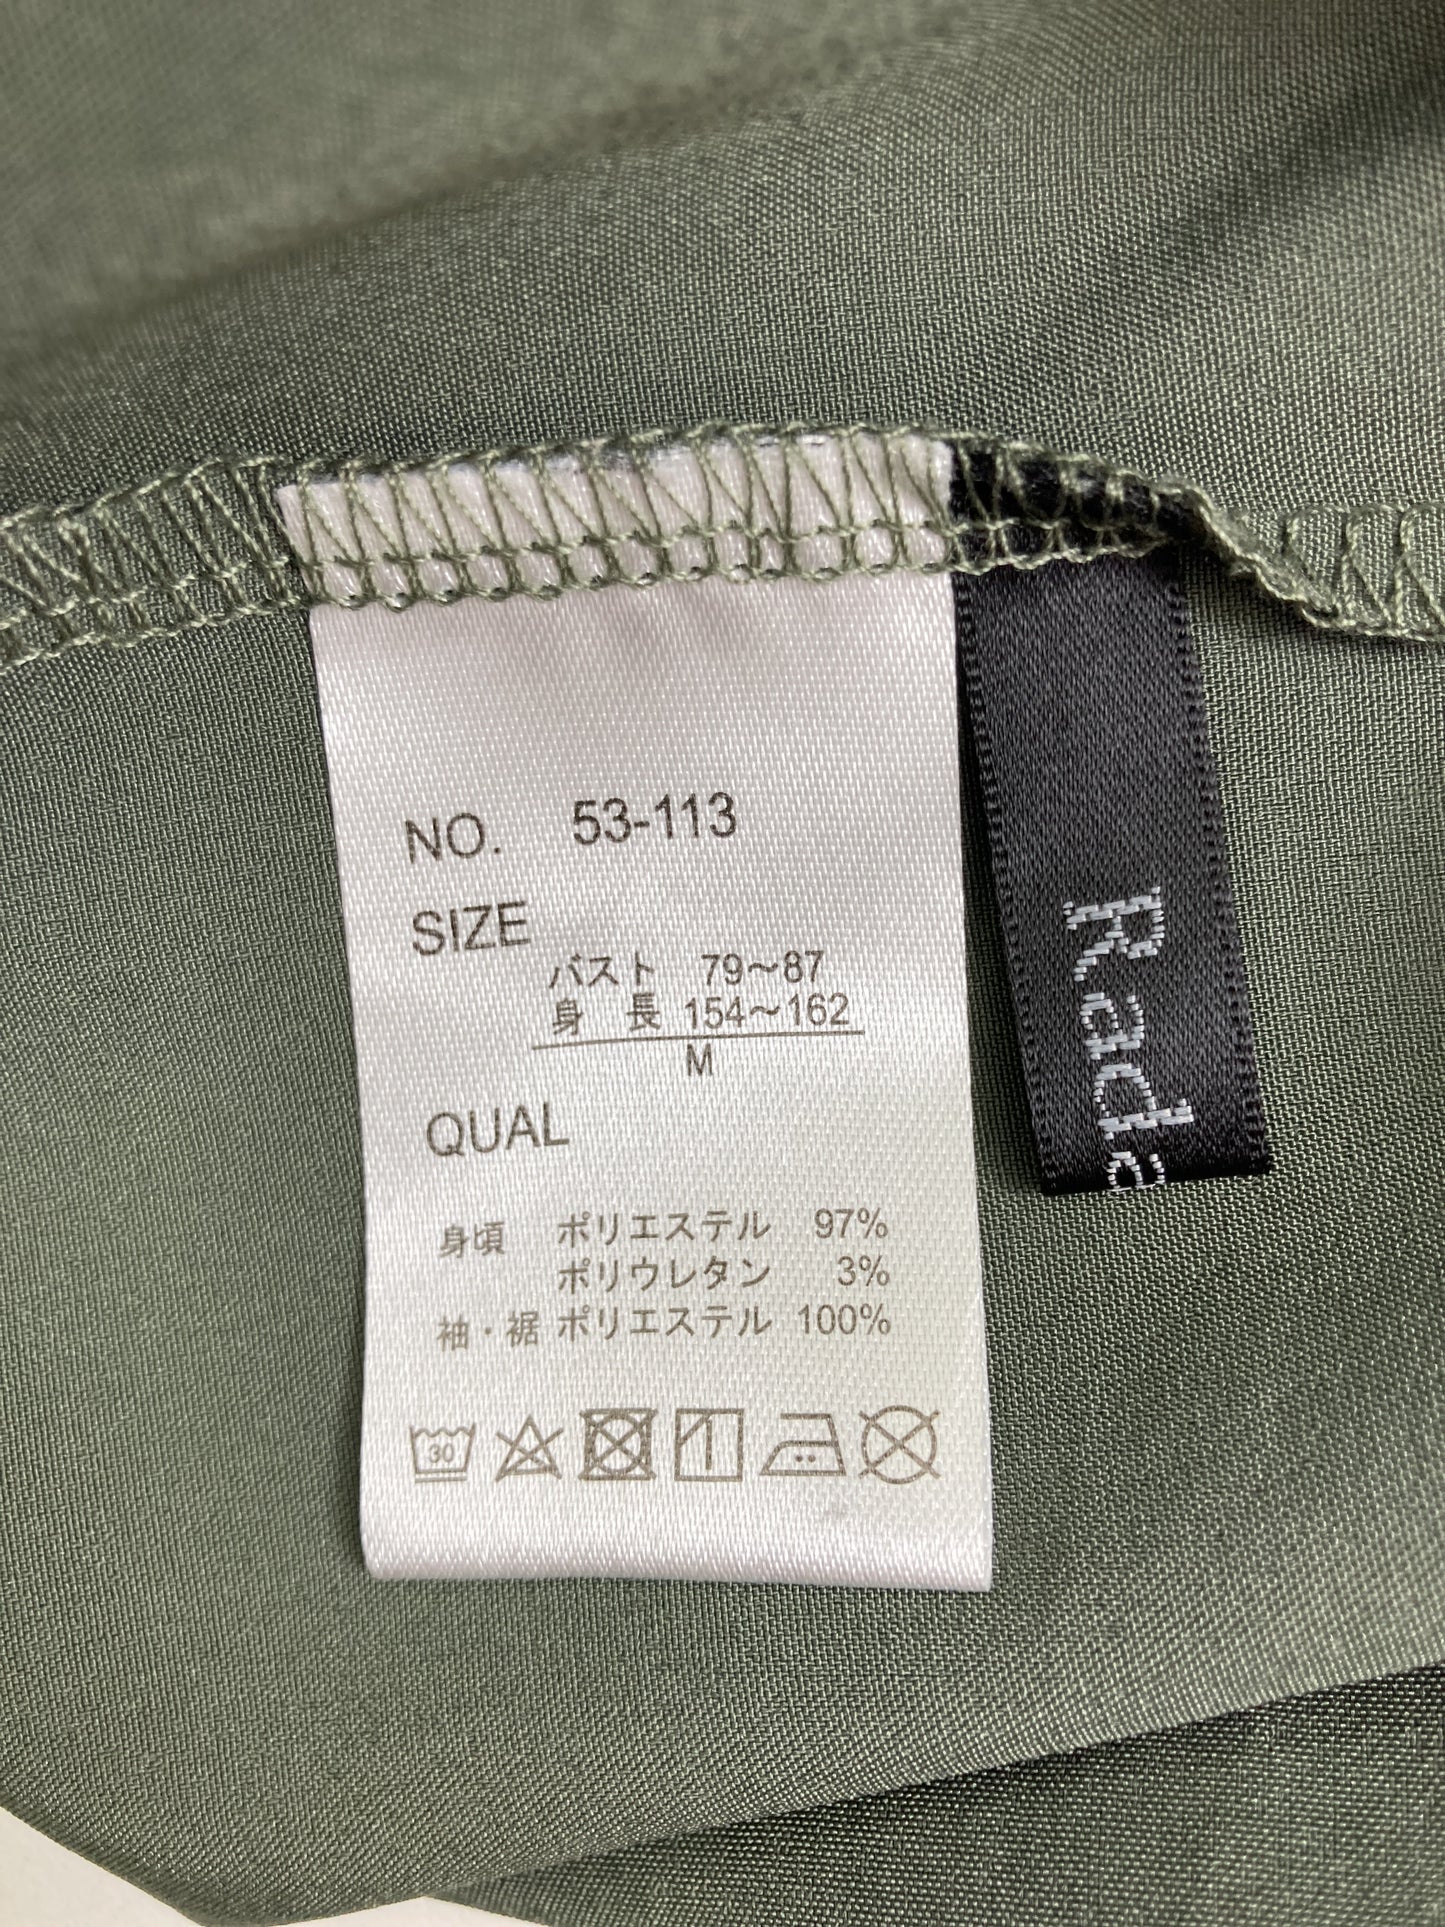 NO. 53-113
SIZE
バスト 79～87
身 長 154～162
M
QUAL
身頃 ポリエステル 97%
ポリウレタン 3%
袖・裾 ポリエステル 100%
30
Rada